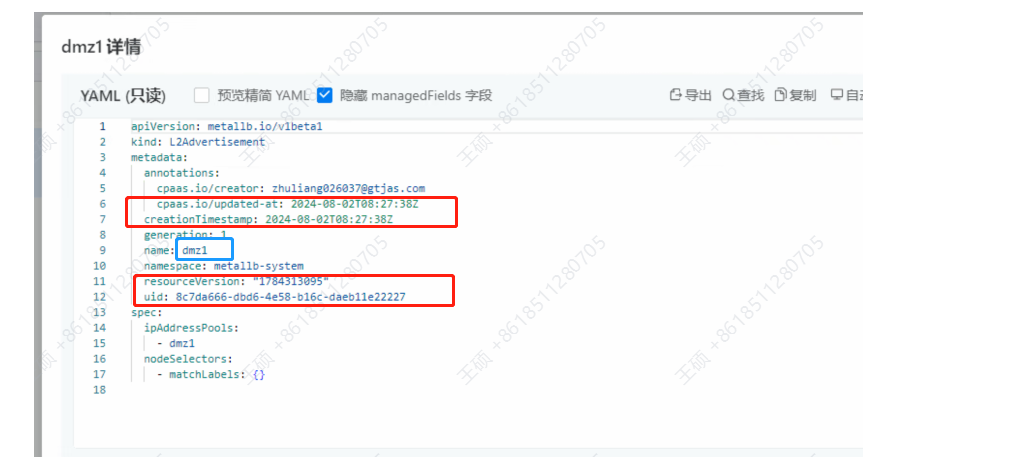 dmz1 详情
YAML (只读) 预览精简 YAML 隐藏 managedFields 字段 导出 查找 复制
1 apiVersion: metallb.io/v1beta1
2 kind: L2Advertisement
3 metadata:
4 annotations:
5 cpaas.io/creator: zhuliang026037@gtjas.com
6 cpaas.io/updated-at: 2024-08-02T08:27:38Z
7 creationTimestamp: 2024-08-02T08:27:38Z
8 generation: 1
9 name: dmz1
10 namespace: metallb-system
11 resourceVersion: "1784313095"
12 uid: 8c7da666-dbd6-4e58-b16c-daeb11e22227
13 spec:
14 ipAddressPools:
15 - dmz1
16 nodeSelectors:
17 - matchLabels: {}
18
王硕 +8618511280705